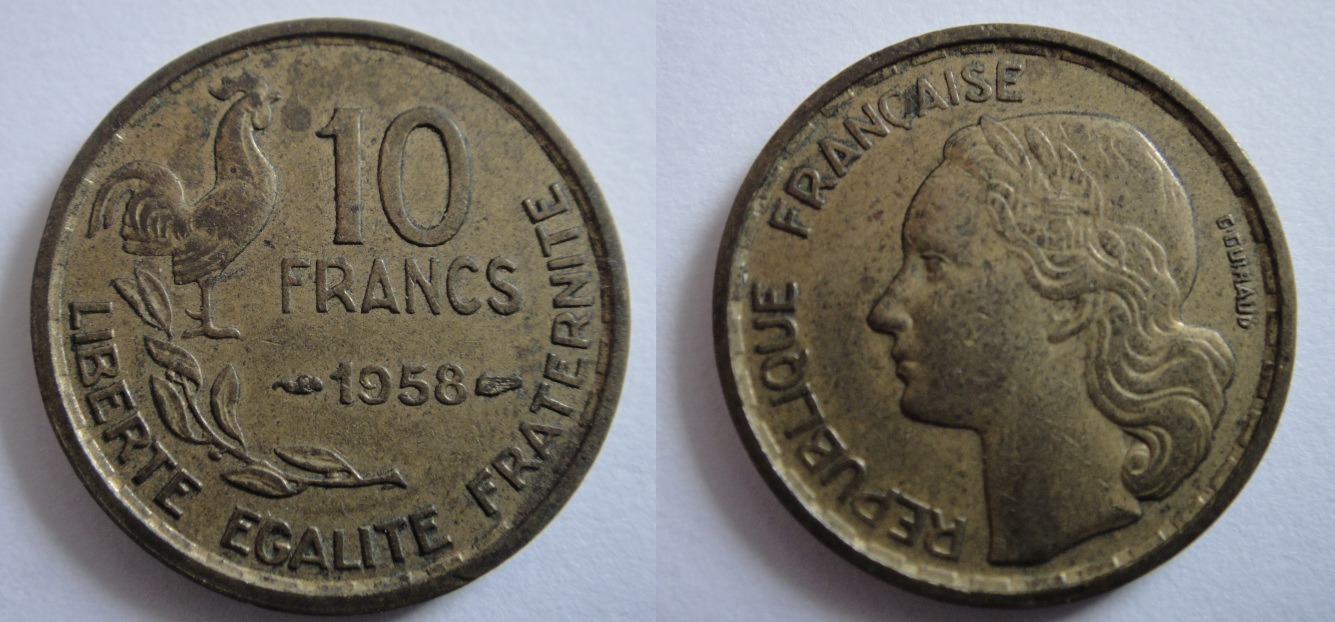 10
FRANCS
1958
LIBERTE EGALITE FRATERNITE
REPUBLIQUE FRANÇAISE
G·GUIRAUD